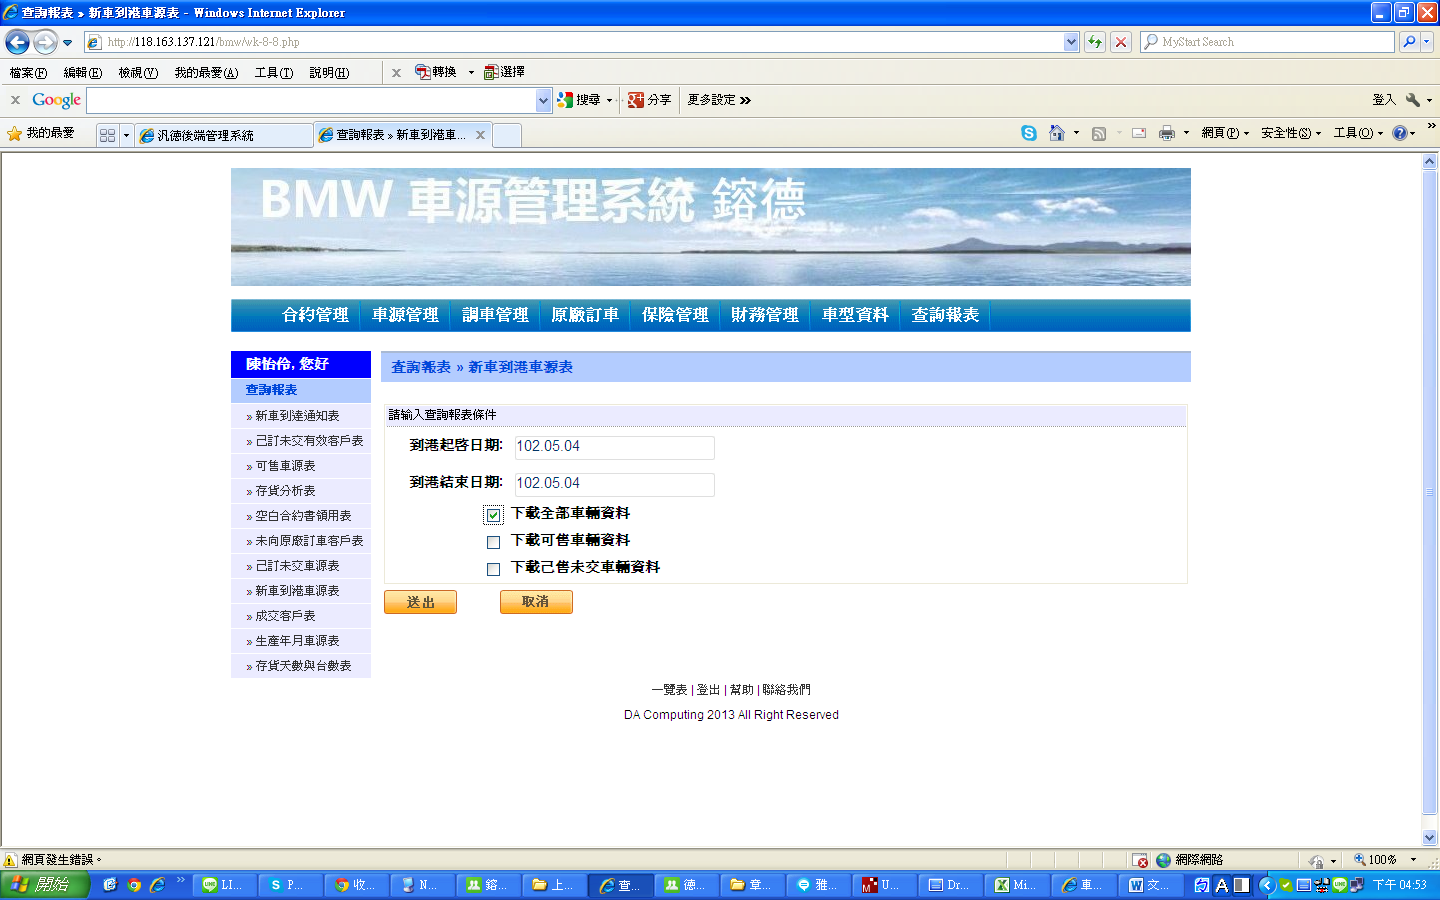 查詢報表 » 新車到港車源表 - Windows Internet Explorer
http://118.163.137.121/bmw/wk-8-8.php
MyStart Search
檔案(F) 編輯(E) 檢視(V) 我的最愛(A) 工具(T) 說明(H) x 轉換 選擇
x Google 搜尋 分享 更多設定 » 登入
我的最愛 汎德後端管理系統 查詢報表 » 新車到港車... 網頁(P) 安全性(S) 工具(O) »
BMW 車源管理系統 鎔德
合約管理 車源管理 調車管理 原廠訂車 保險管理 財務管理 車型資料 查詢報表
陳怡伶, 您好
查詢報表
» 新車到達通知表
» 已訂未交有效客戶表
» 可售車源表
» 存貨分析表
» 空白合約書領用表
» 未向原廠訂車客戶表
» 已訂未交車源表
» 新車到港車源表
» 成交客戶表
» 生產年月車源表
» 存貨天數與台數表
查詢報表 » 新車到港車源表
請输入查詢報表條件
到港起啓日期: 102.05.04
到港結束日期: 102.05.04
下載全部車輛資料
下載可售車輛資料
下載已售未交車輛資料
送出 取消
一覽表 | 登出 | 幫助 | 聯絡我們
DA Computing 2013 All Right Reserved
網頁發生錯誤。 網際網路 100%
開始 » LI... P... 收... N... 鎔... 上... 查... 德... 章... 雅... U... Dr... Mi... 車... 文... A 下午 04:53